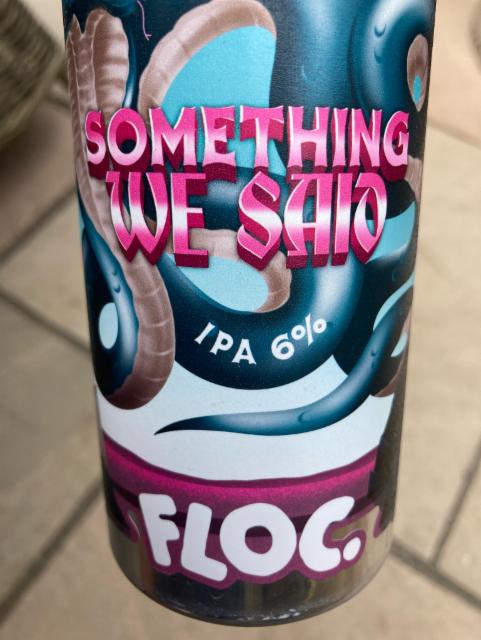 SOMETHING
WE SAID
IPA 6%
FLOC.